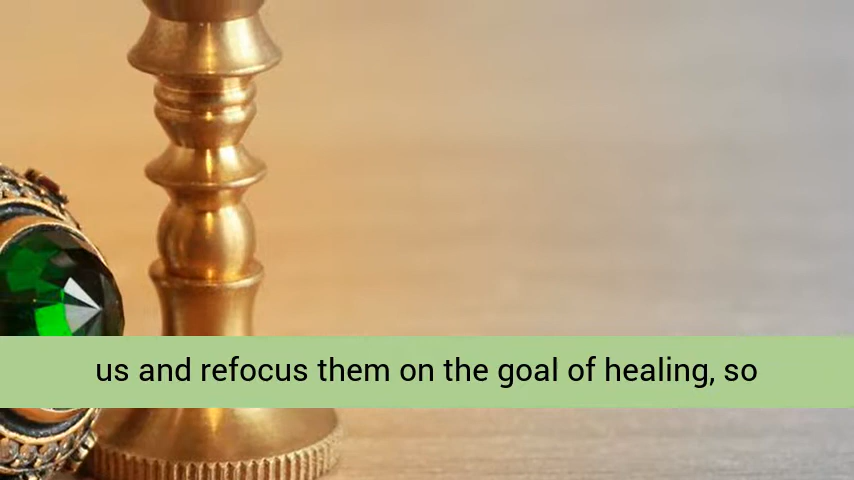 us and refocus them on the goal of healing, so